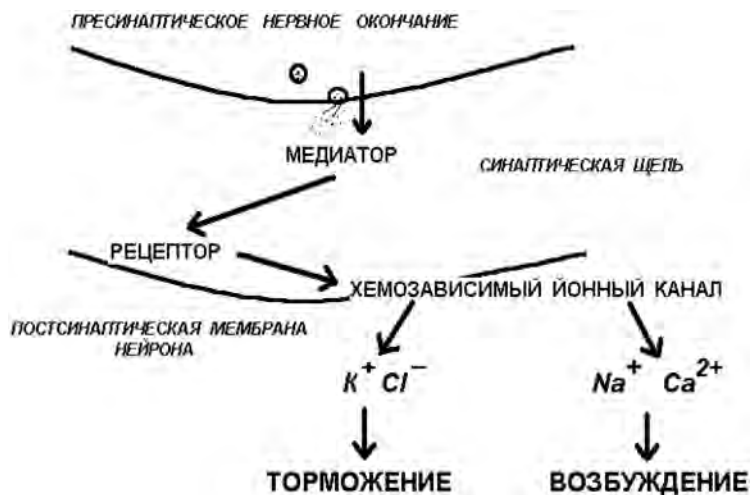 ПРЕСИНАПТИЧЕСКОЕ НЕРВНОЕ ОКОНЧАНИЕ
МЕДИАТОР
СИНАПТИЧЕСКАЯ ЩЕЛЬ
РЕЦЕПТОР
ХЕМОЗАВИСИМЫЙ ЙОННЫЙ КАНАЛ
ПОСТСИНАПТИЧЕСКАЯ МЕМБРАНА
НЕЙРОНА
K⁺ Cl⁻
Na⁺ Ca²⁺
ТОРМОЖЕНИЕ
ВОЗБУЖДЕНИЕ